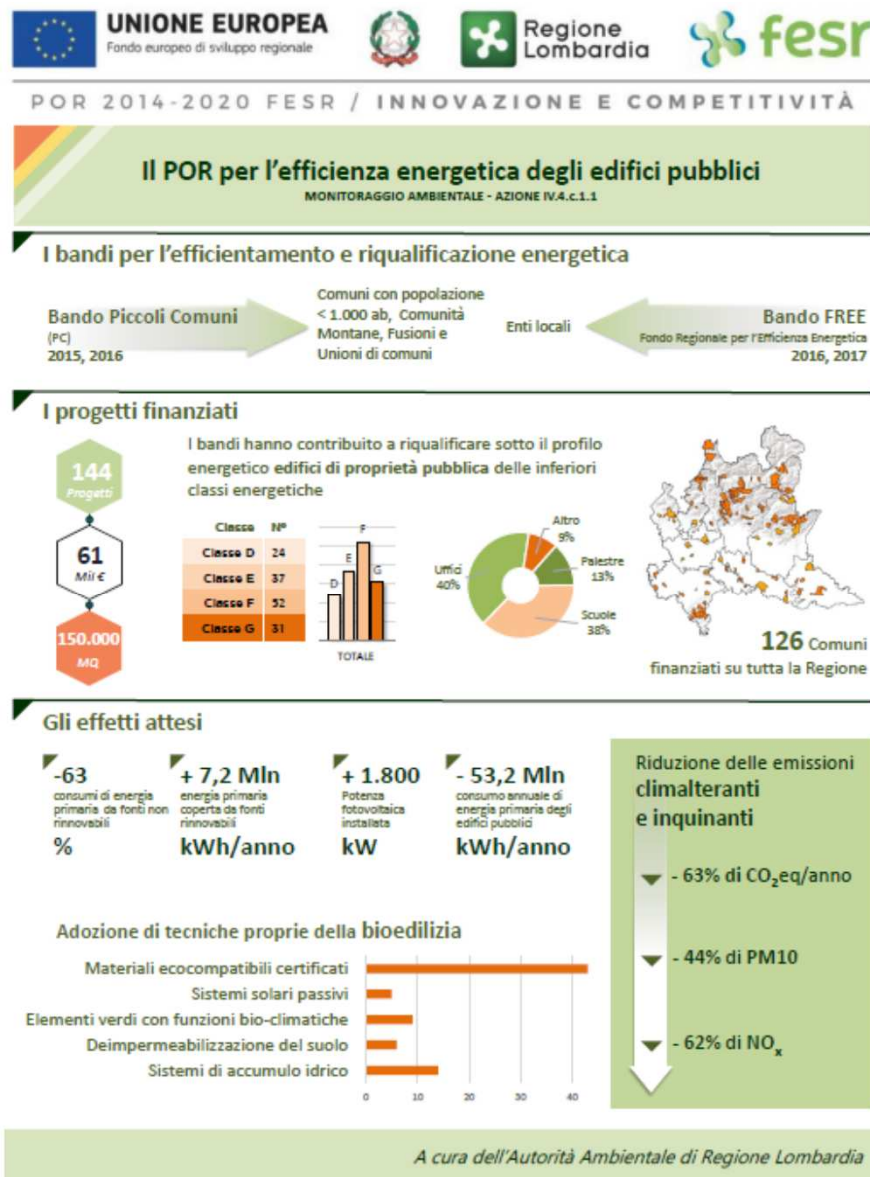 UNIONE EUROPEA
Fondo europeo di sviluppo regionale
Regione
Lombardia
fesr
POR 2014-2020 FESR / INNOVAZIONE E COMPETITIVITÀ
Il POR per l'efficienza energetica degli edifici pubblici
MONITORAGGIO AMBIENTALE - AZIONE IV.4.c.1.1
I bandi per l'efficientamento e riqualificazione energetica
Bando Piccoli Comuni
(PC)
2015, 2016
Comuni con popolazione
< 1.000 ab, Comunità
Montane, Fusioni e
Unioni di comuni
Enti locali
Bando FREE
Fondo Regionale per l'Efficienza Energetica
2016, 2017
I progetti finanziati
144
Progetti
61
Mil €
150.000
MQ
I bandi hanno contribuito a riqualificare sotto il profilo
energetico edifici di proprietà pubblica delle inferiori
classi energetiche
Classe N°
Classe D 24
Classe E 37
Classe F 52
Classe G 31
D
E
F
G
TOTALE
Altro
9%
Palestre
13%
Scuole
38%
Uffici
40%
126 Comuni
finanziati su tutta la Regione
Gli effetti attesi
-63
consumi di energia
primaria da fonti non
rinnovabili
%
+ 7,2 Mln
energia primaria
coperta da fonti
rinnovabili
kWh/anno
+ 1.800
Potenza
fotovoltaica
installata
kW
- 53,2 Mln
consumo annuale di
energia primaria degli
edifici pubblici
kWh/anno
Riduzione delle emissioni
climalteranti
e inquinanti
- 63% di CO₂eq/anno
- 44% di PM10
- 62% di NOₓ
Adozione di tecniche proprie della bioedilizia
Materiali ecocompatibili certificati
Sistemi solari passivi
Elementi verdi con funzioni bio-climatiche
Deimpermeabilizzazione del suolo
Sistemi di accumulo idrico
0 10 20 30 40
A cura dell'Autorità Ambientale di Regione Lombardia